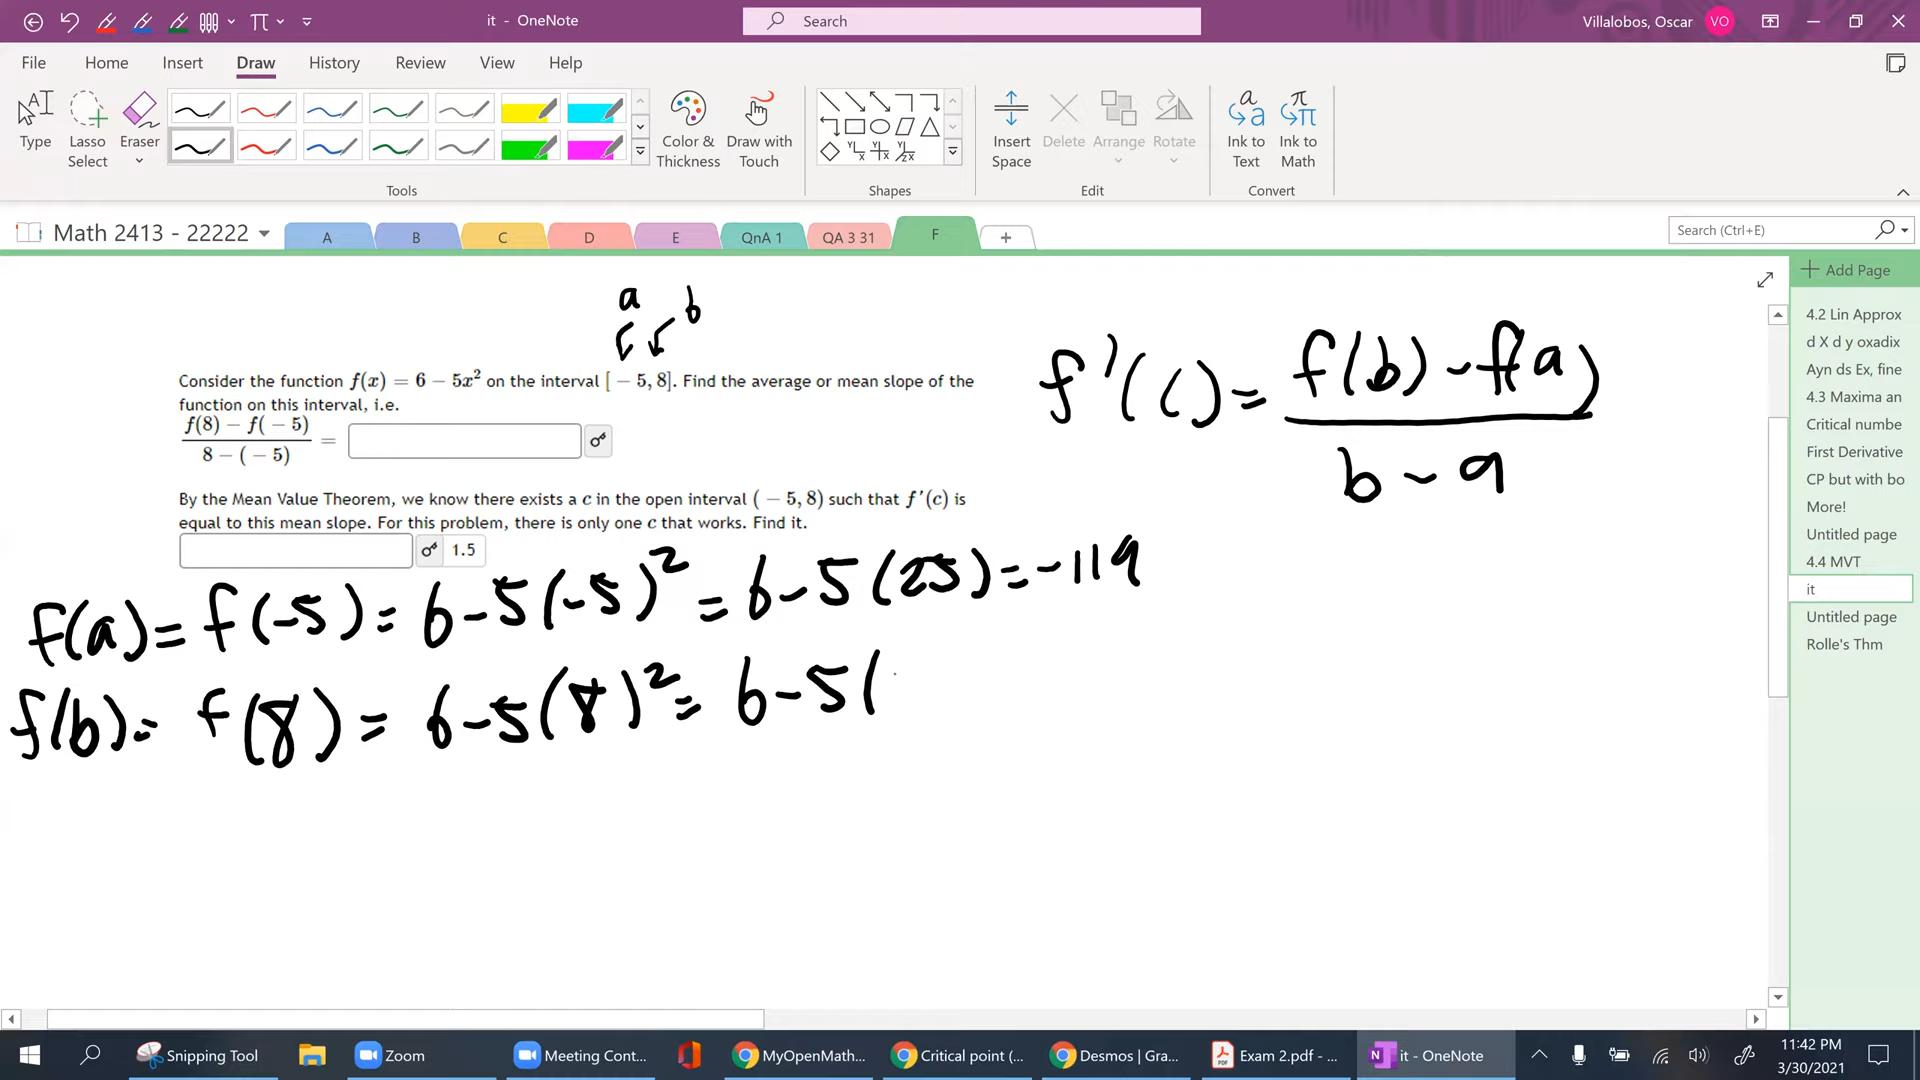 it - OneNote
Search
Villalobos, Oscar VO
File Home Insert Draw History Review View Help
Type
Lasso Select
Eraser
Color & Thickness
Draw with Touch
Insert Space
Delete
Arrange
Rotate
Ink to Text
Ink to Math
Tools
Shapes
Edit
Convert
Math 2413 - 22222
A B C D E QnA 1 QA 3 31 F +
Search (Ctrl+E)
Add Page
4.2 Lin Approx
d X d y oxadix
Ayn ds Ex, fine
4.3 Maxima an
Critical numbe
First Derivative
CP but with bo
More!
Untitled page
4.4 MVT
it
Untitled page
Rolle's Thm
a b
Consider the function f(x) = 6 − 5x² on the interval [ − 5, 8]. Find the average or mean slope of the
function on this interval, i.e.
f(8) − f( − 5)
8 − ( − 5)
=
By the Mean Value Theorem, we know there exists a c in the open interval ( − 5, 8) such that f'(c) is
equal to this mean slope. For this problem, there is only one c that works. Find it.
1.5
f'(c) = f(b) - f(a)
b - a
f(a) = f(-5) = 6-5(-5)² = 6-5(25) = -119
f(b) = f(8) = 6-5(8)² = 6-5(
Snipping Tool
Zoom
Meeting Cont...
MyOpenMath...
Critical point (...
Desmos | Gra...
Exam 2.pdf - ...
it - OneNote
11:42 PM
3/30/2021